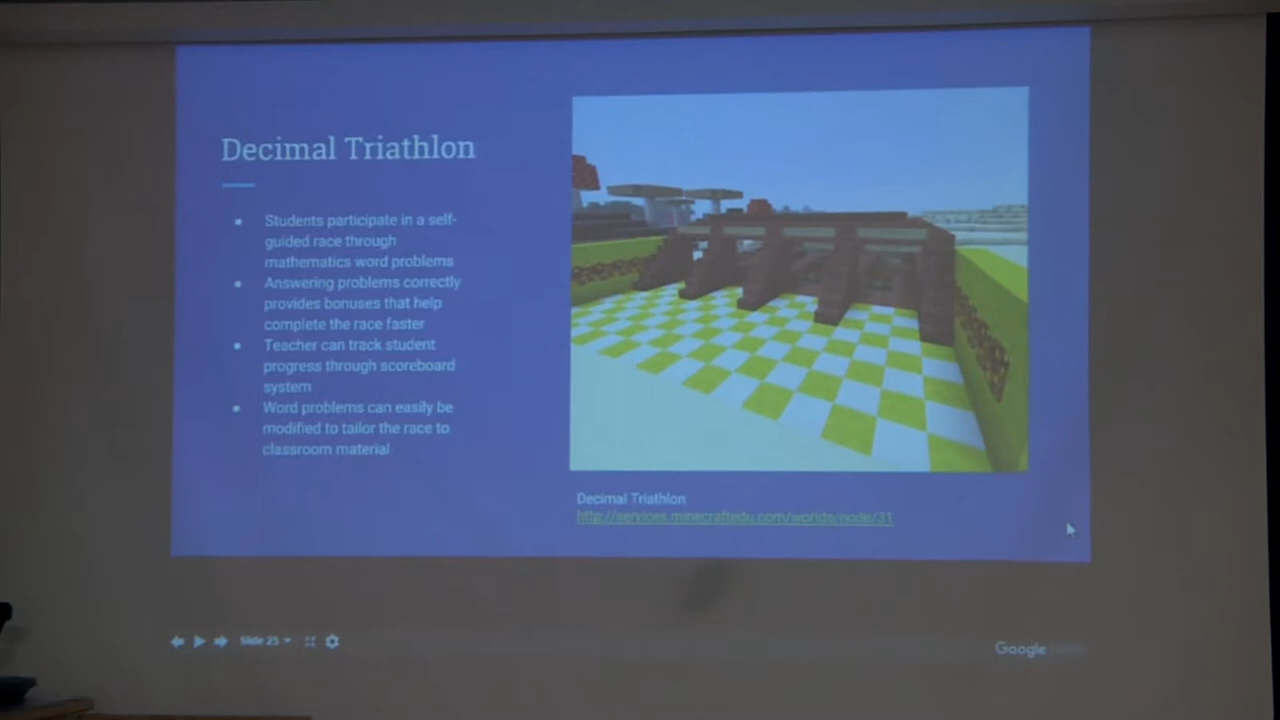 Decimal Triathlon
Students participate in a self-
guided race through
mathematics word problems
Answering problems correctly
provides bonuses that help
complete the race faster
Teacher can track student
progress through scoreboard
system
Word problems can easily be
modified to tailor the race to
classroom material
Decimal Triathlon
http://services.minecraftedu.com/worlds/node/31
Slide 25
Google